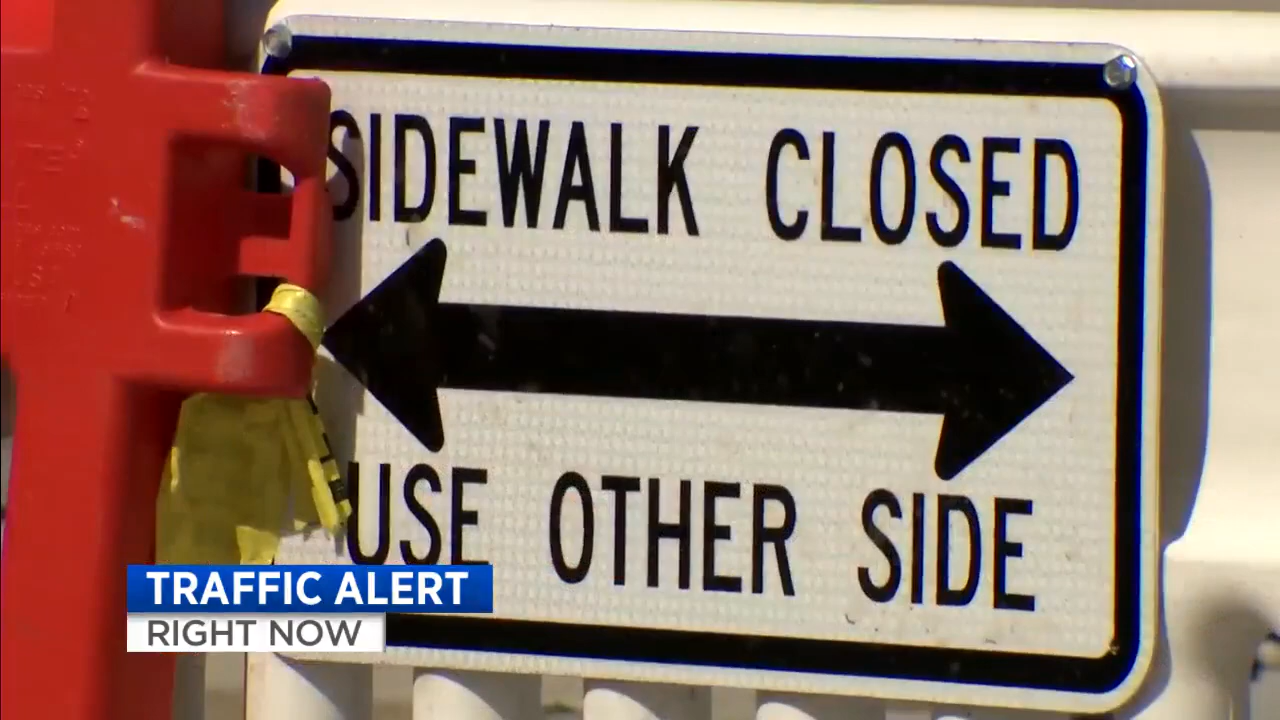 SIDEWALK CLOSED
USE OTHER SIDE
TRAFFIC ALERT
RIGHT NOW